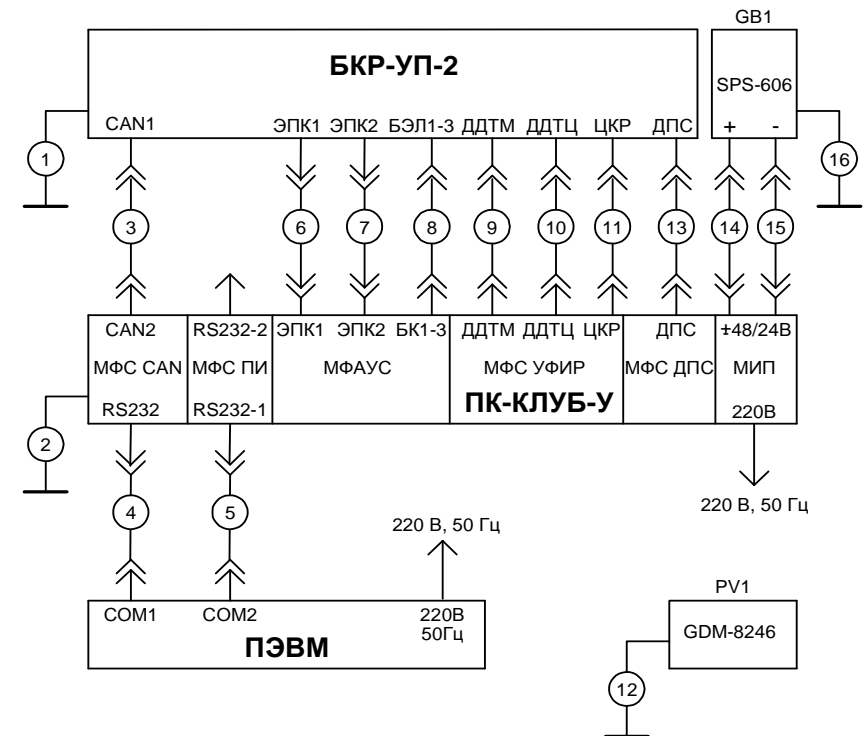 GB1
БКР-УП-2
SPS-606
CAN1 ЭПК1 ЭПК2 БЭЛ1-3 ДДТМ ДДТЦ ЦКР ДПС + -
1 16
3 6 7 8 9 10 11 13 14 15
CAN2 RS232-2 ЭПК1 ЭПК2 БК1-3 ДДТМ ДДТЦ ЦКР ДПС ±48/24В
МФС CAN МФС ПИ МФАУС МФС УФИР МФС ДПС МИП
ПК-КЛУБ-У
RS232 RS232-1 220В
2
4 5
220 В, 50 Гц
220 В, 50 Гц
PV1
COM1 COM2 220В
50Гц
ПЭВМ
GDM-8246
12